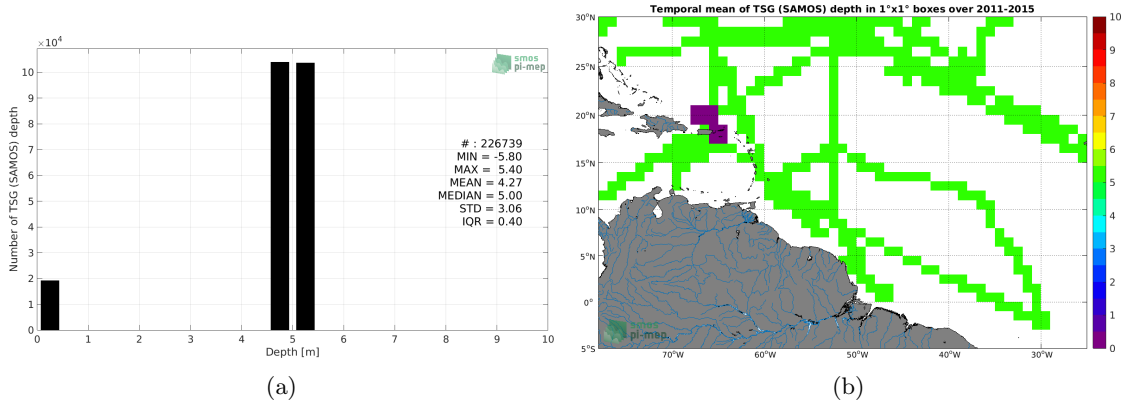 ×10⁴
10
9
8
7
6
5
4
3
2
1
0
Number of TSG (SAMOS) depth
smos
pi-mep
# : 226739
MIN = -5.80
MAX = 5.40
MEAN = 4.27
MEDIAN = 5.00
STD = 3.06
IQR = 0.40
0 1 2 3 4 5 6 7 8 9 10
Depth [m]
(a)
Temporal mean of TSG (SAMOS) depth in 1°x1° boxes over 2011-2015
30°N
25°N
20°N
15°N
10°N
5°N
0°
5°S
smos
pi-mep
70°W 60°W 50°W 40°W 30°W
10
9
8
7
6
5
4
3
2
1
0
(b)